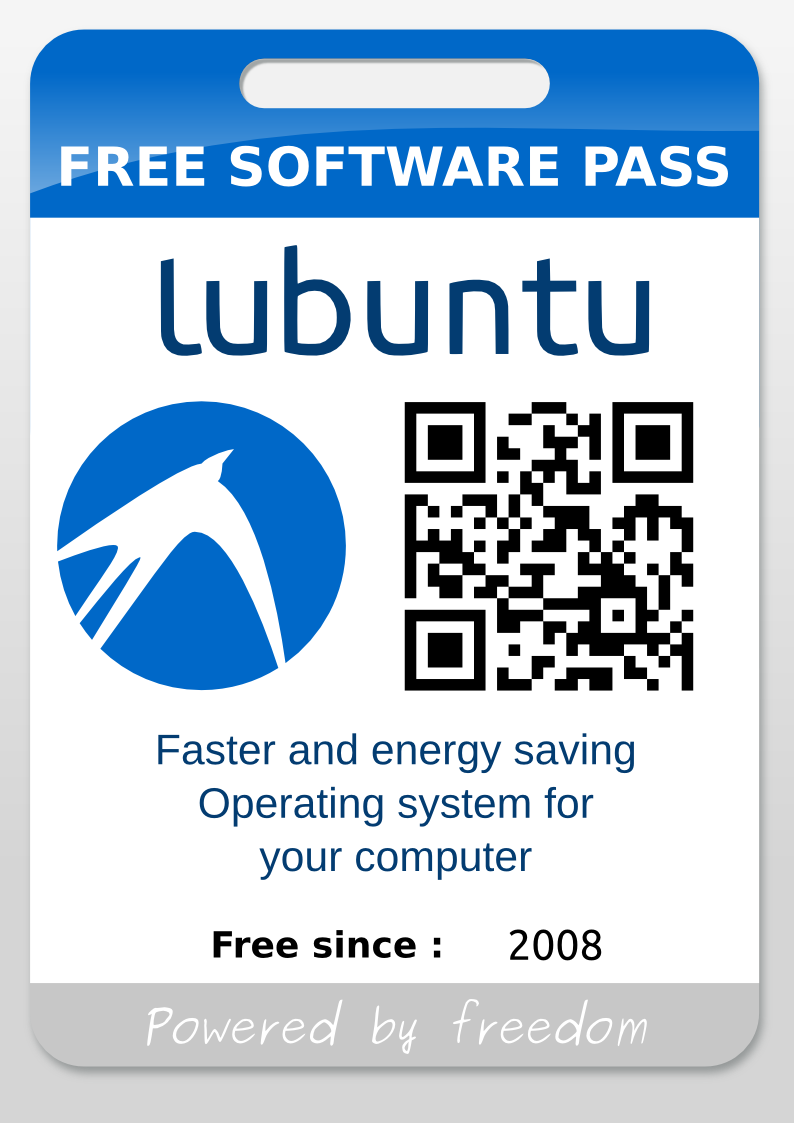 FREE SOFTWARE PASS
lubuntu
Faster and energy saving
Operating system for
your computer
Free since : 2008
Powered by freedom